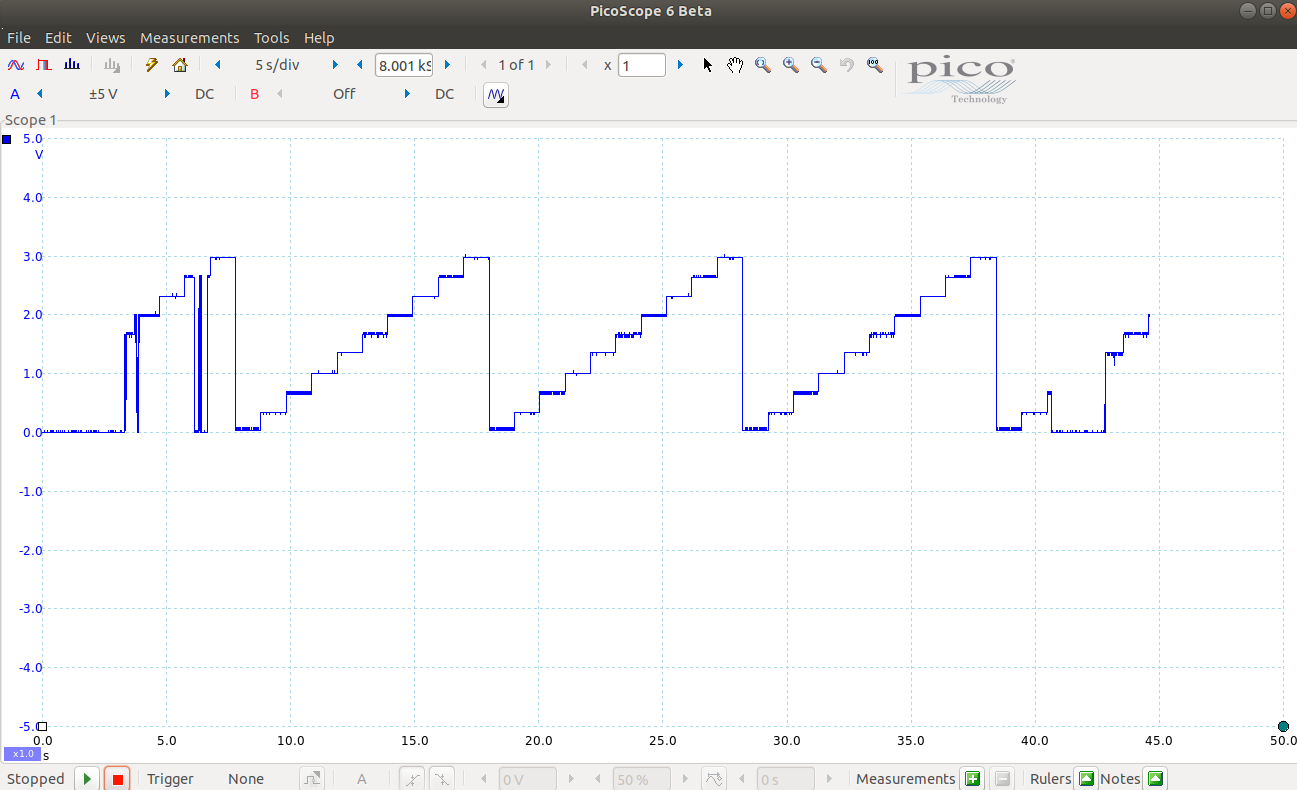 PicoScope 6 Beta
File Edit Views Measurements Tools Help
5 s/div 8.001 kS 1 of 1 x 1
pico
Technology
A ±5 V DC B Off DC
Scope 1
5.0
V
4.0
3.0
2.0
1.0
0.0
-1.0
-2.0
-3.0
-4.0
-5.0
0.0 5.0 10.0 15.0 20.0 25.0 30.0 35.0 40.0 45.0 50.0
x1.0 s
Stopped Trigger None A 0 V 50 % 0 s Measurements Rulers Notes